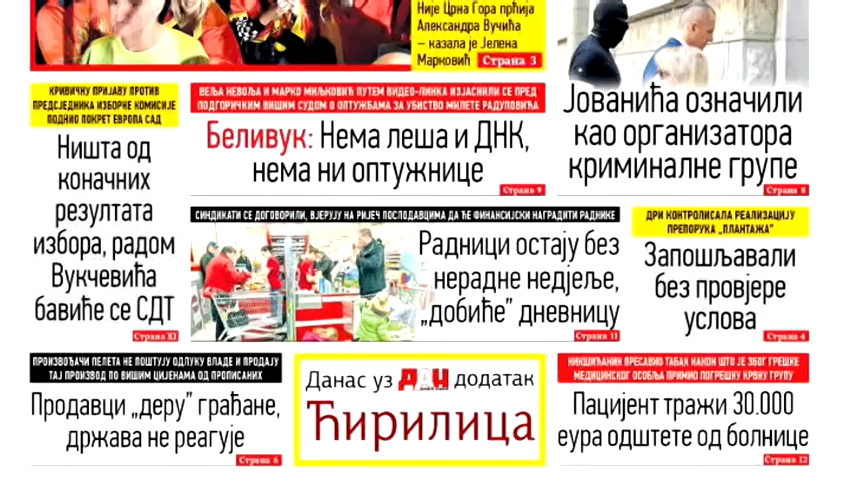 Није Црна Гора прћија
Александра Вучића
– казала је Јелена
Марковић Страна 3
КРИВИЧНУ ПРИЈАВУ ПРОТИВ
ПРЕДСЈЕДНИКА ИЗБОРНЕ КОМИСИЈЕ
ПОДНИО ПОКРЕТ ЕВРОПА САД
Ништа од
коначних
резултата
избора, радом
Вукчевића
бавиће се СДТ
Страна XI
ВЕЉА НЕВОЉА И МАРКО МИЉКОВИЋ ПУТЕМ ВИДЕО-ЛИНКА ИЗЈАСНИЛИ СЕ ПРЕД
ПОДГОРИЧКИМ ВИШИМ СУДОМ О ОПТУЖБАМА ЗА УБИСТВО МИЛЕТЕ РАДУЛОВИЋА
Беливук: Нема леша и ДНК,
нема ни оптужнице
Страна 9
Јованића означили
као организатора
криминалне групе
Страна 8
СИНДИКАТИ СЕ ДОГОВОРИЛИ, ВЈЕРУЈУ НА РИЈЕЧ ПОСЛОДАВЦИМА ДА ЋЕ ФИНАНСИЈСКИ НАГРАДИТИ РАДНИКЕ
Радници остају без
нерадне недјеље,
„добиће” дневницу
Страна 11
ДРИ КОНТРОЛИСАЛА РЕАЛИЗАЦИЈУ
ПРЕПОРУКА „ПЛАНТАЖА”
Запошљавали
без провјере
услова
Страна 4
ПРОИЗВОЂАЧИ ПЕЛЕТА НЕ ПОШТУЈУ ОДЛУКУ ВЛАДЕ И ПРОДАЈУ
ТАЈ ПРОИЗВОД ПО ВИШИМ ЦИЈЕНАМА ОД ПРОПИСАНИХ
Продавци „деру” грађане,
држава не реагује
Страна 6
Данас уз ДАН додатак
Ћирилица
НИКШИЋАНИН ПРЕСАВИО ТАБАК НАКОН ШТО ЈЕ ЗБОГ ГРЕШКЕ
МЕДИЦИНСКОГ ОСОБЉА ПРИМИО ПОГРЕШНУ КРВНУ ГРУПУ
Пацијент тражи 30.000
еура одштете од болнице
Страна 12